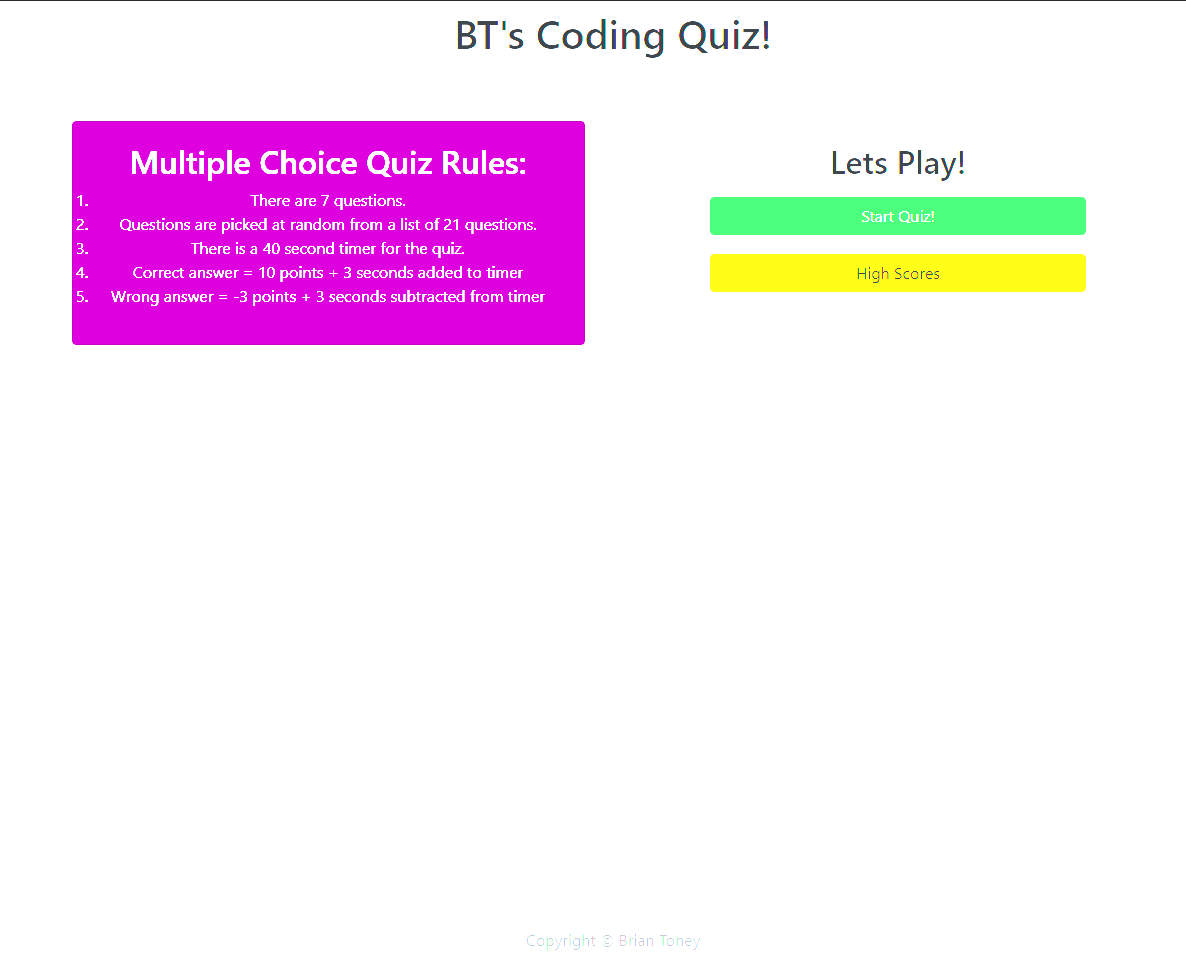 BT's Coding Quiz!
Multiple Choice Quiz Rules:
1. There are 7 questions.
2. Questions are picked at random from a list of 21 questions.
3. There is a 40 second timer for the quiz.
4. Correct answer = 10 points + 3 seconds added to timer
5. Wrong answer = -3 points + 3 seconds subtracted from timer
Lets Play!
Start Quiz!
High Scores
Copyright © Brian Toney